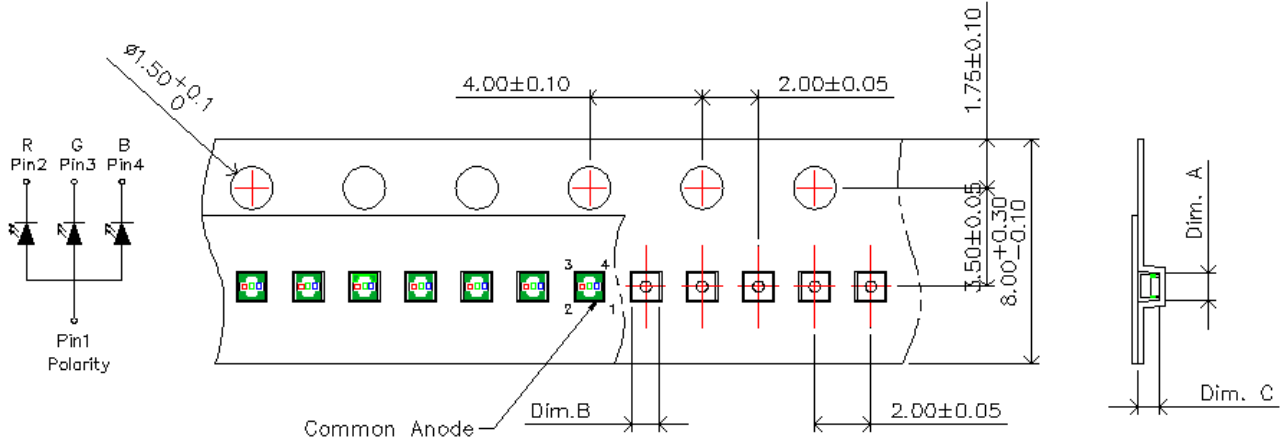 ø1.50+0.1
0
4.00±0.10
2.00±0.05
1.75±0.10
R G B
Pin2 Pin3 Pin4
3.50±0.05
8.00+0.30
-0.10
Dim. A
3 4
2 1
Pin1
Polarity
Common Anode
Dim.B
2.00±0.05
Dim. C